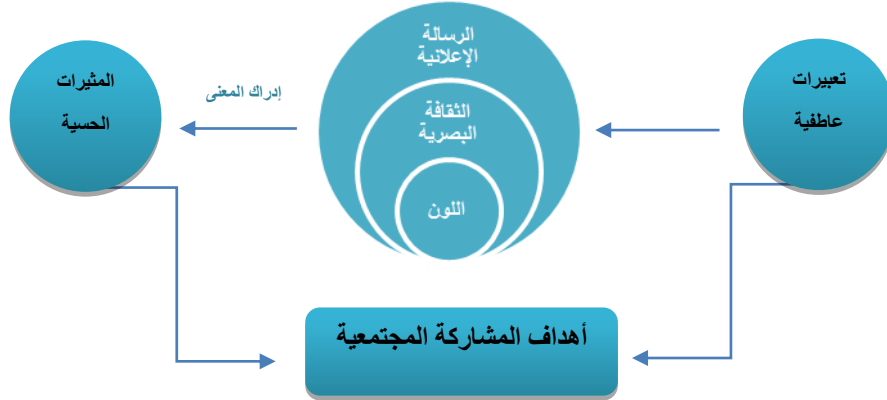 تعبيرات
عاطفية
الرسالة
الإعلانية
الثقافة
البصرية
اللون
إدراك المعنى
المثيرات
الحسية
أهداف المشاركة المجتمعية